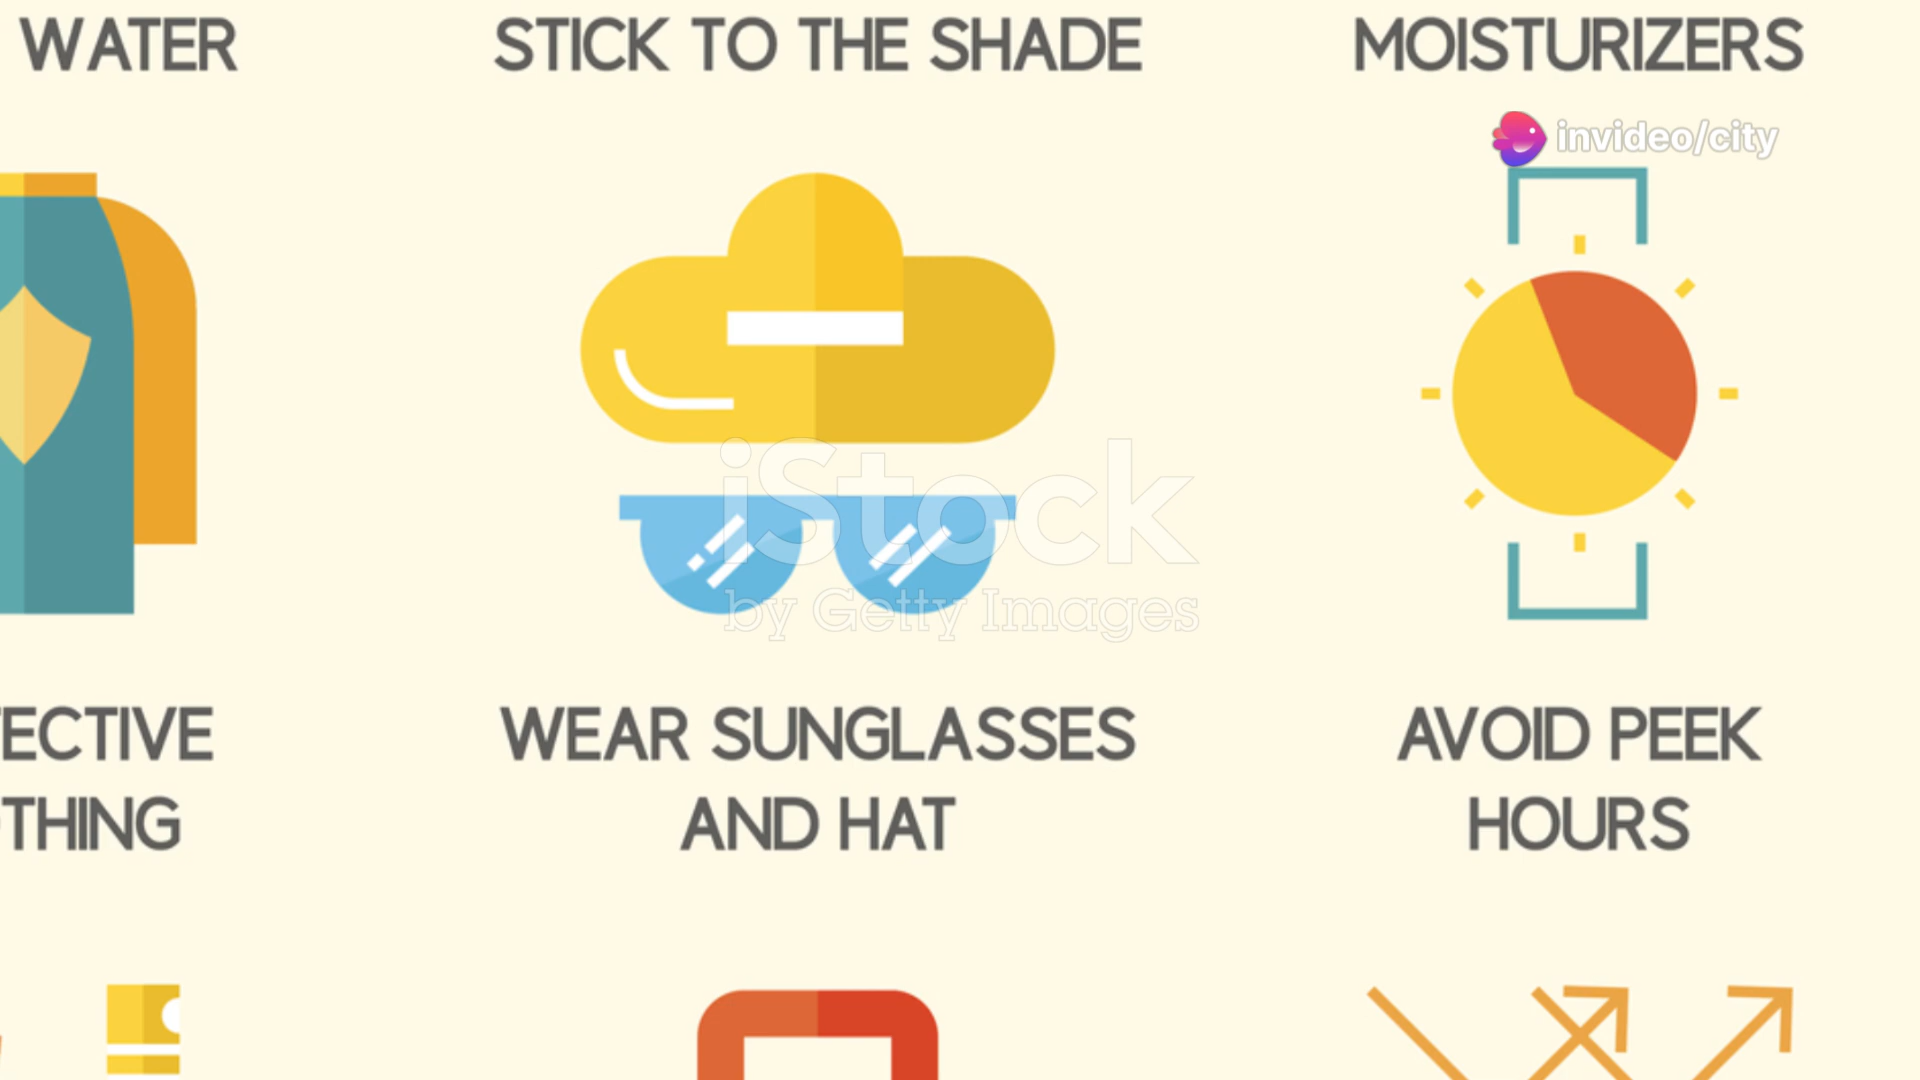 WATER
STICK TO THE SHADE
MOISTURIZERS
invideo/city
iStock
by Getty Images
ECTIVE
THING
WEAR SUNGLASSES
AND HAT
AVOID PEEK
HOURS